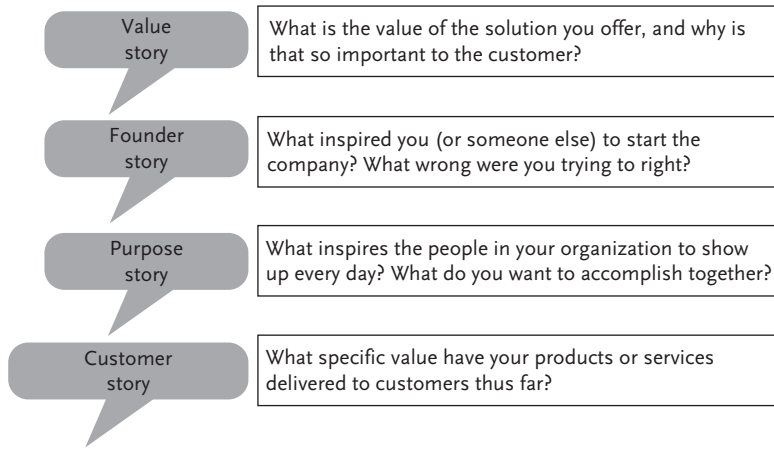 Value
story
What is the value of the solution you offer, and why is
that so important to the customer?
Founder
story
What inspired you (or someone else) to start the
company? What wrong were you trying to right?
Purpose
story
What inspires the people in your organization to show
up every day? What do you want to accomplish together?
Customer
story
What specific value have your products or services
delivered to customers thus far?